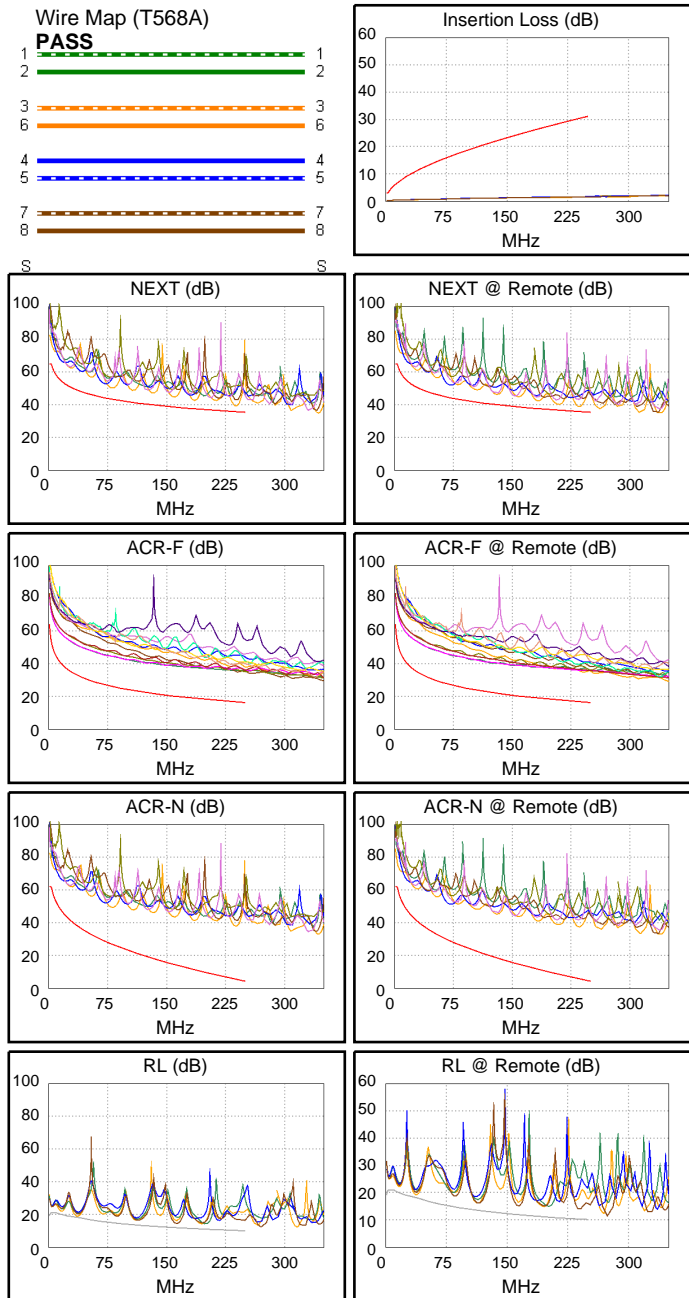 Wire Map (T568A)
PASS
1 1
2 2
3 3
6 6
4 4
5 5
7 7
8 8
S S
Insertion Loss (dB)
60
50
40
30
20
10
0
0 75 150 225 300
MHz
NEXT (dB)
100
80
60
40
20
0
0 75 150 225 300
MHz
NEXT @ Remote (dB)
100
80
60
40
20
0
0 75 150 225 300
MHz
ACR-F (dB)
100
80
60
40
20
0
0 75 150 225 300
MHz
ACR-F @ Remote (dB)
100
80
60
40
20
0
0 75 150 225 300
MHz
ACR-N (dB)
100
80
60
40
20
0
0 75 150 225 300
MHz
ACR-N @ Remote (dB)
100
80
60
40
20
0
0 75 150 225 300
MHz
RL (dB)
100
80
60
40
20
0
0 75 150 225 300
MHz
RL @ Remote (dB)
60
50
40
30
20
10
0
0 75 150 225 300
MHz